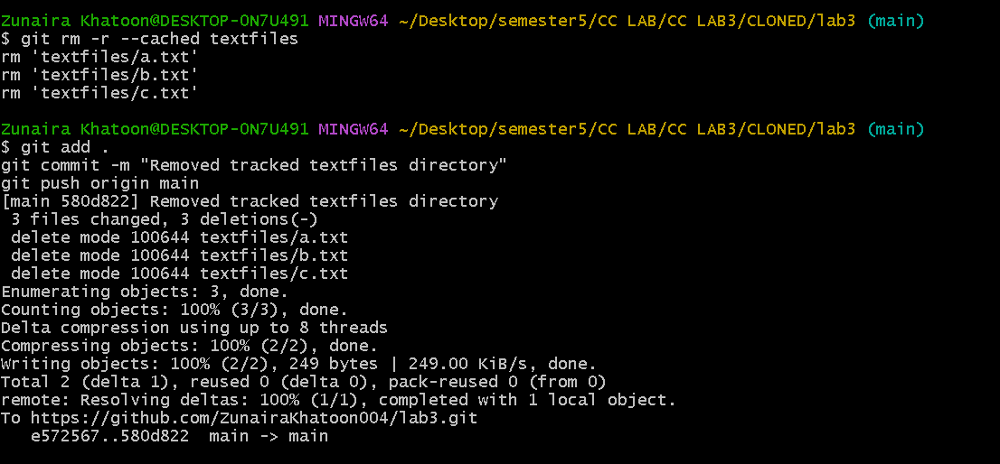 Zunaira Khatoon@DESKTOP-ON7U491 MINGW64 ~/Desktop/semester5/CC LAB/CC LAB3/CLONED/lab3 (main)
$ git rm -r --cached textfiles
rm 'textfiles/a.txt'
rm 'textfiles/b.txt'
rm 'textfiles/c.txt'
Zunaira Khatoon@DESKTOP-ON7U491 MINGW64 ~/Desktop/semester5/CC LAB/CC LAB3/CLONED/lab3 (main)
$ git add .
git commit -m "Removed tracked textfiles directory"
git push origin main
[main 580d822] Removed tracked textfiles directory
 3 files changed, 3 deletions(-)
 delete mode 100644 textfiles/a.txt
 delete mode 100644 textfiles/b.txt
 delete mode 100644 textfiles/c.txt
Enumerating objects: 3, done.
Counting objects: 100% (3/3), done.
Delta compression using up to 8 threads
Compressing objects: 100% (2/2), done.
Writing objects: 100% (2/2), 249 bytes | 249.00 KiB/s, done.
Total 2 (delta 1), reused 0 (delta 0), pack-reused 0 (from 0)
remote: Resolving deltas: 100% (1/1), completed with 1 local object.
To https://github.com/ZunairaKhatoon004/lab3.git
   e572567..580d822  main -> main